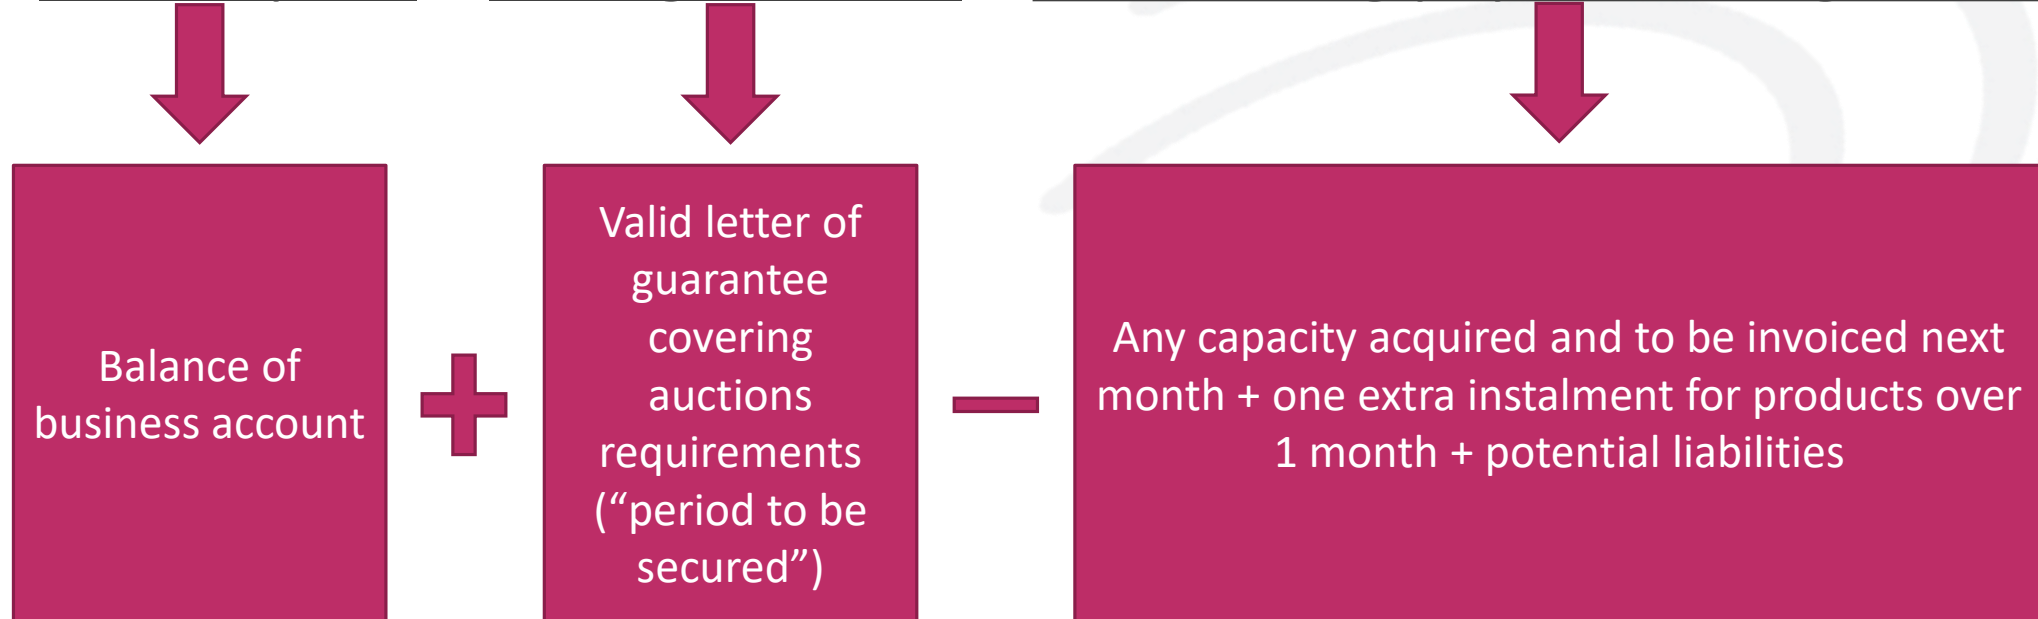 Balance of
business account
Valid letter of
guarantee
covering
auctions
requirements
(“period to be
secured”)
Any capacity acquired and to be invoiced next
month + one extra instalment for products over
1 month + potential liabilities